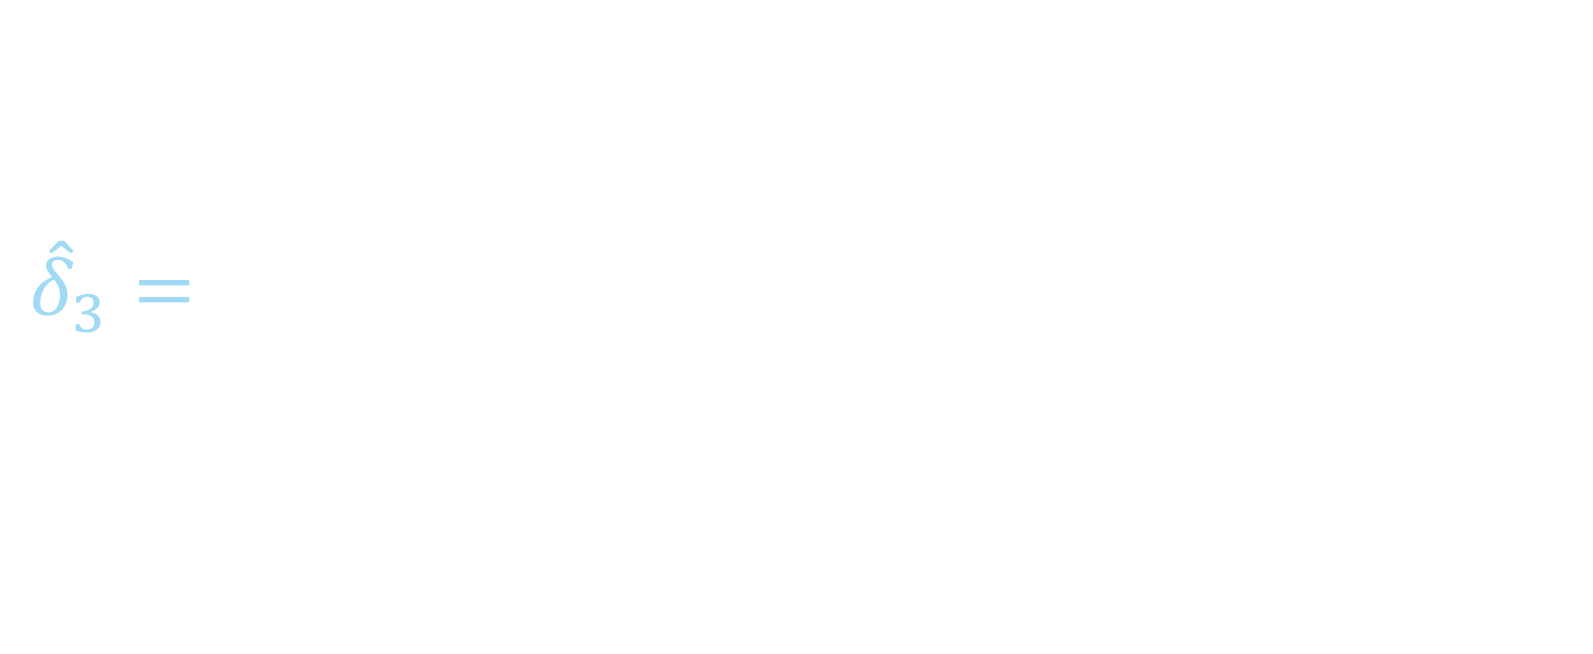 δ̂₃ =